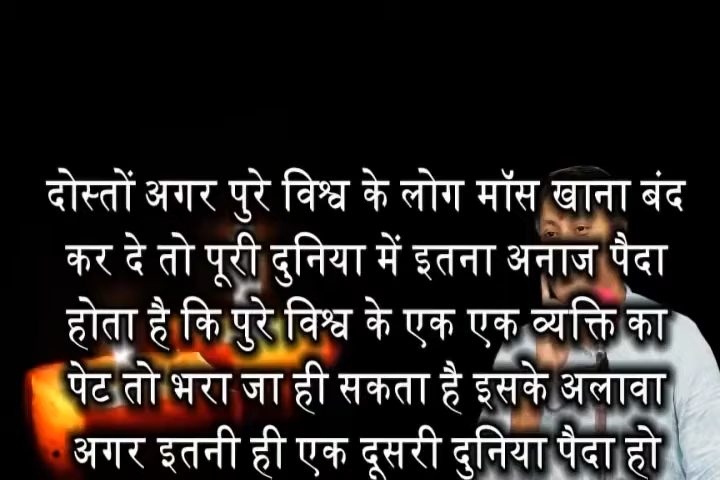 दोस्तों अगर पुरे विश्व के लोग मॉस खाना बंद
कर दे तो पूरी दुनिया में इतना अनाज पैदा
होता है कि पुरे विश्व के एक एक व्यक्ति का
पेट तो भरा जा ही सकता है इसके अलावा
अगर इतनी ही एक दूसरी दुनिया पैदा हो